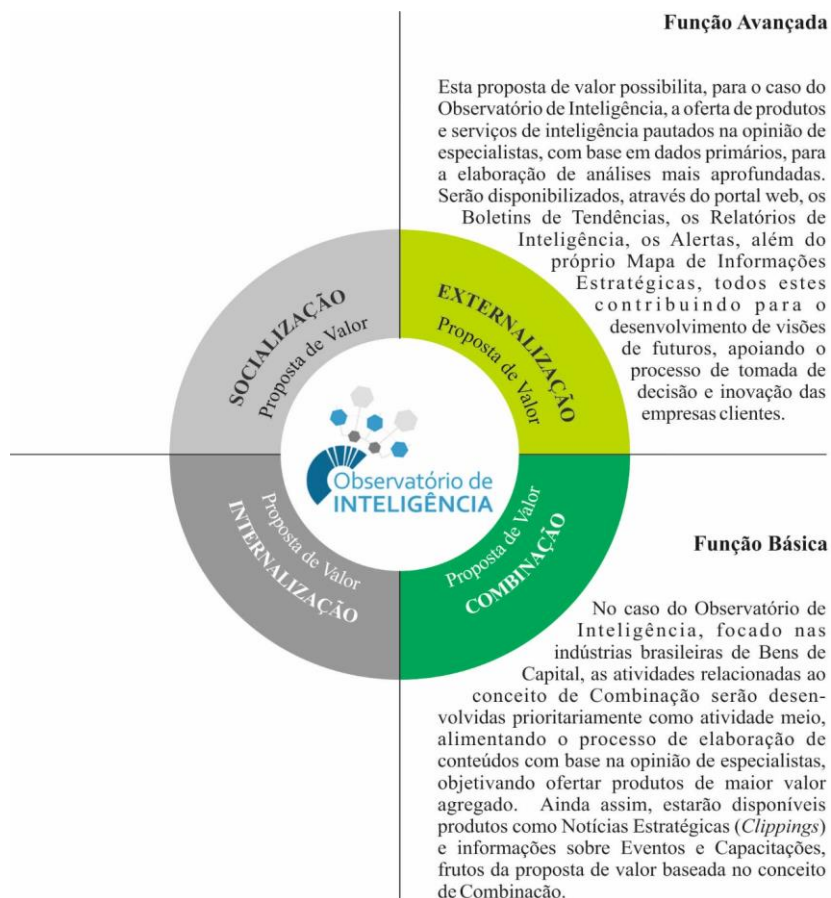 Função Avançada
Esta proposta de valor possibilita, para o caso do
Observatório de Inteligência, a oferta de produtos
e serviços de inteligência pautados na opinião de
especialistas, com base em dados primários, para
a elaboração de análises mais aprofundadas.
Serão disponibilizados, através do portal web, os
Boletins de Tendências, os Relatórios de
Inteligência, os Alertas, além do
próprio Mapa de Informações
Estratégicas, todos estes
contribuindo para o
desenvolvimento de visões
de futuros, apoiando o
processo de tomada de
decisão e inovação das
empresas clientes.
SOCIALIZAÇÃO
Proposta de Valor
EXTERNALIZAÇÃO
Proposta de Valor
Observatório de
INTELIGÊNCIA
Proposta de Valor
INTERNALIZAÇÃO
Proposta de Valor
COMBINAÇÃO
Função Básica
No caso do Observatório de
Inteligência, focado nas
indústrias brasileiras de Bens de
Capital, as atividades relacionadas ao
conceito de Combinação serão desen-
volvidas prioritariamente como atividade meio,
alimentando o processo de elaboração de
conteúdos com base na opinião de especialistas,
objetivando ofertar produtos de maior valor
agregado. Ainda assim, estarão disponíveis
produtos como Notícias Estratégicas (Clippings)
e informações sobre Eventos e Capacitações,
frutos da proposta de valor baseada no conceito
de Combinação.